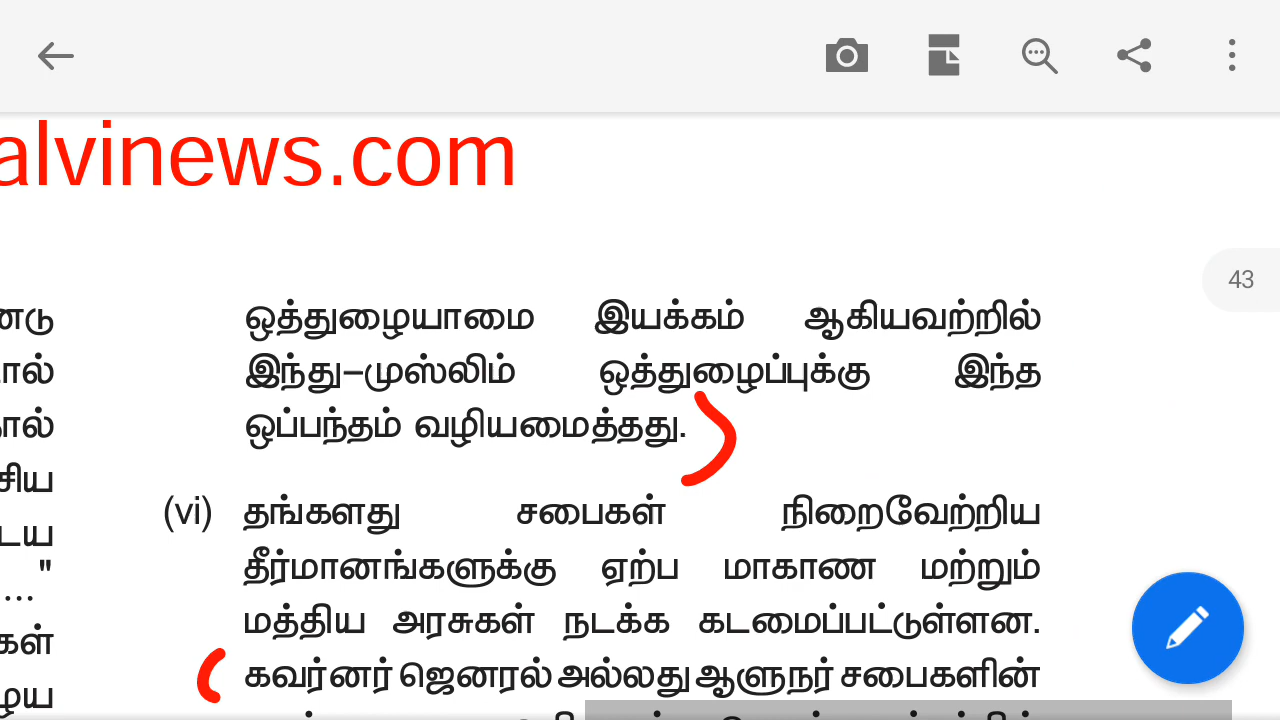 alvinews.com
43
ஒத்துழையாமை இயக்கம் ஆகியவற்றில்
இந்து–முஸ்லிம் ஒத்துழைப்புக்கு இந்த
ஒப்பந்தம் வழியமைத்தது.
(vi) தங்களது சபைகள் நிறைவேற்றிய
தீர்மானங்களுக்கு ஏற்ப மாகாண மற்றும்
மத்திய அரசுகள் நடக்க கடமைப்பட்டுள்ளன.
கவர்னர் ஜெனரல் அல்லது ஆளுநர் சபைகளின்